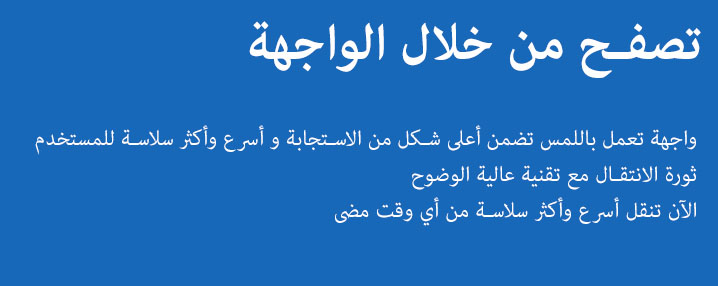 تصفح من خلال الواجهة
واجهة تعمل باللمس تضمن أعلى شكل من الاستجابة و أسرع وأكثر سلاسة للمستخدم
ثورة الانتقال مع تقنية عالية الوضوح
الآن تنقل أسرع وأكثر سلاسة من أي وقت مضى